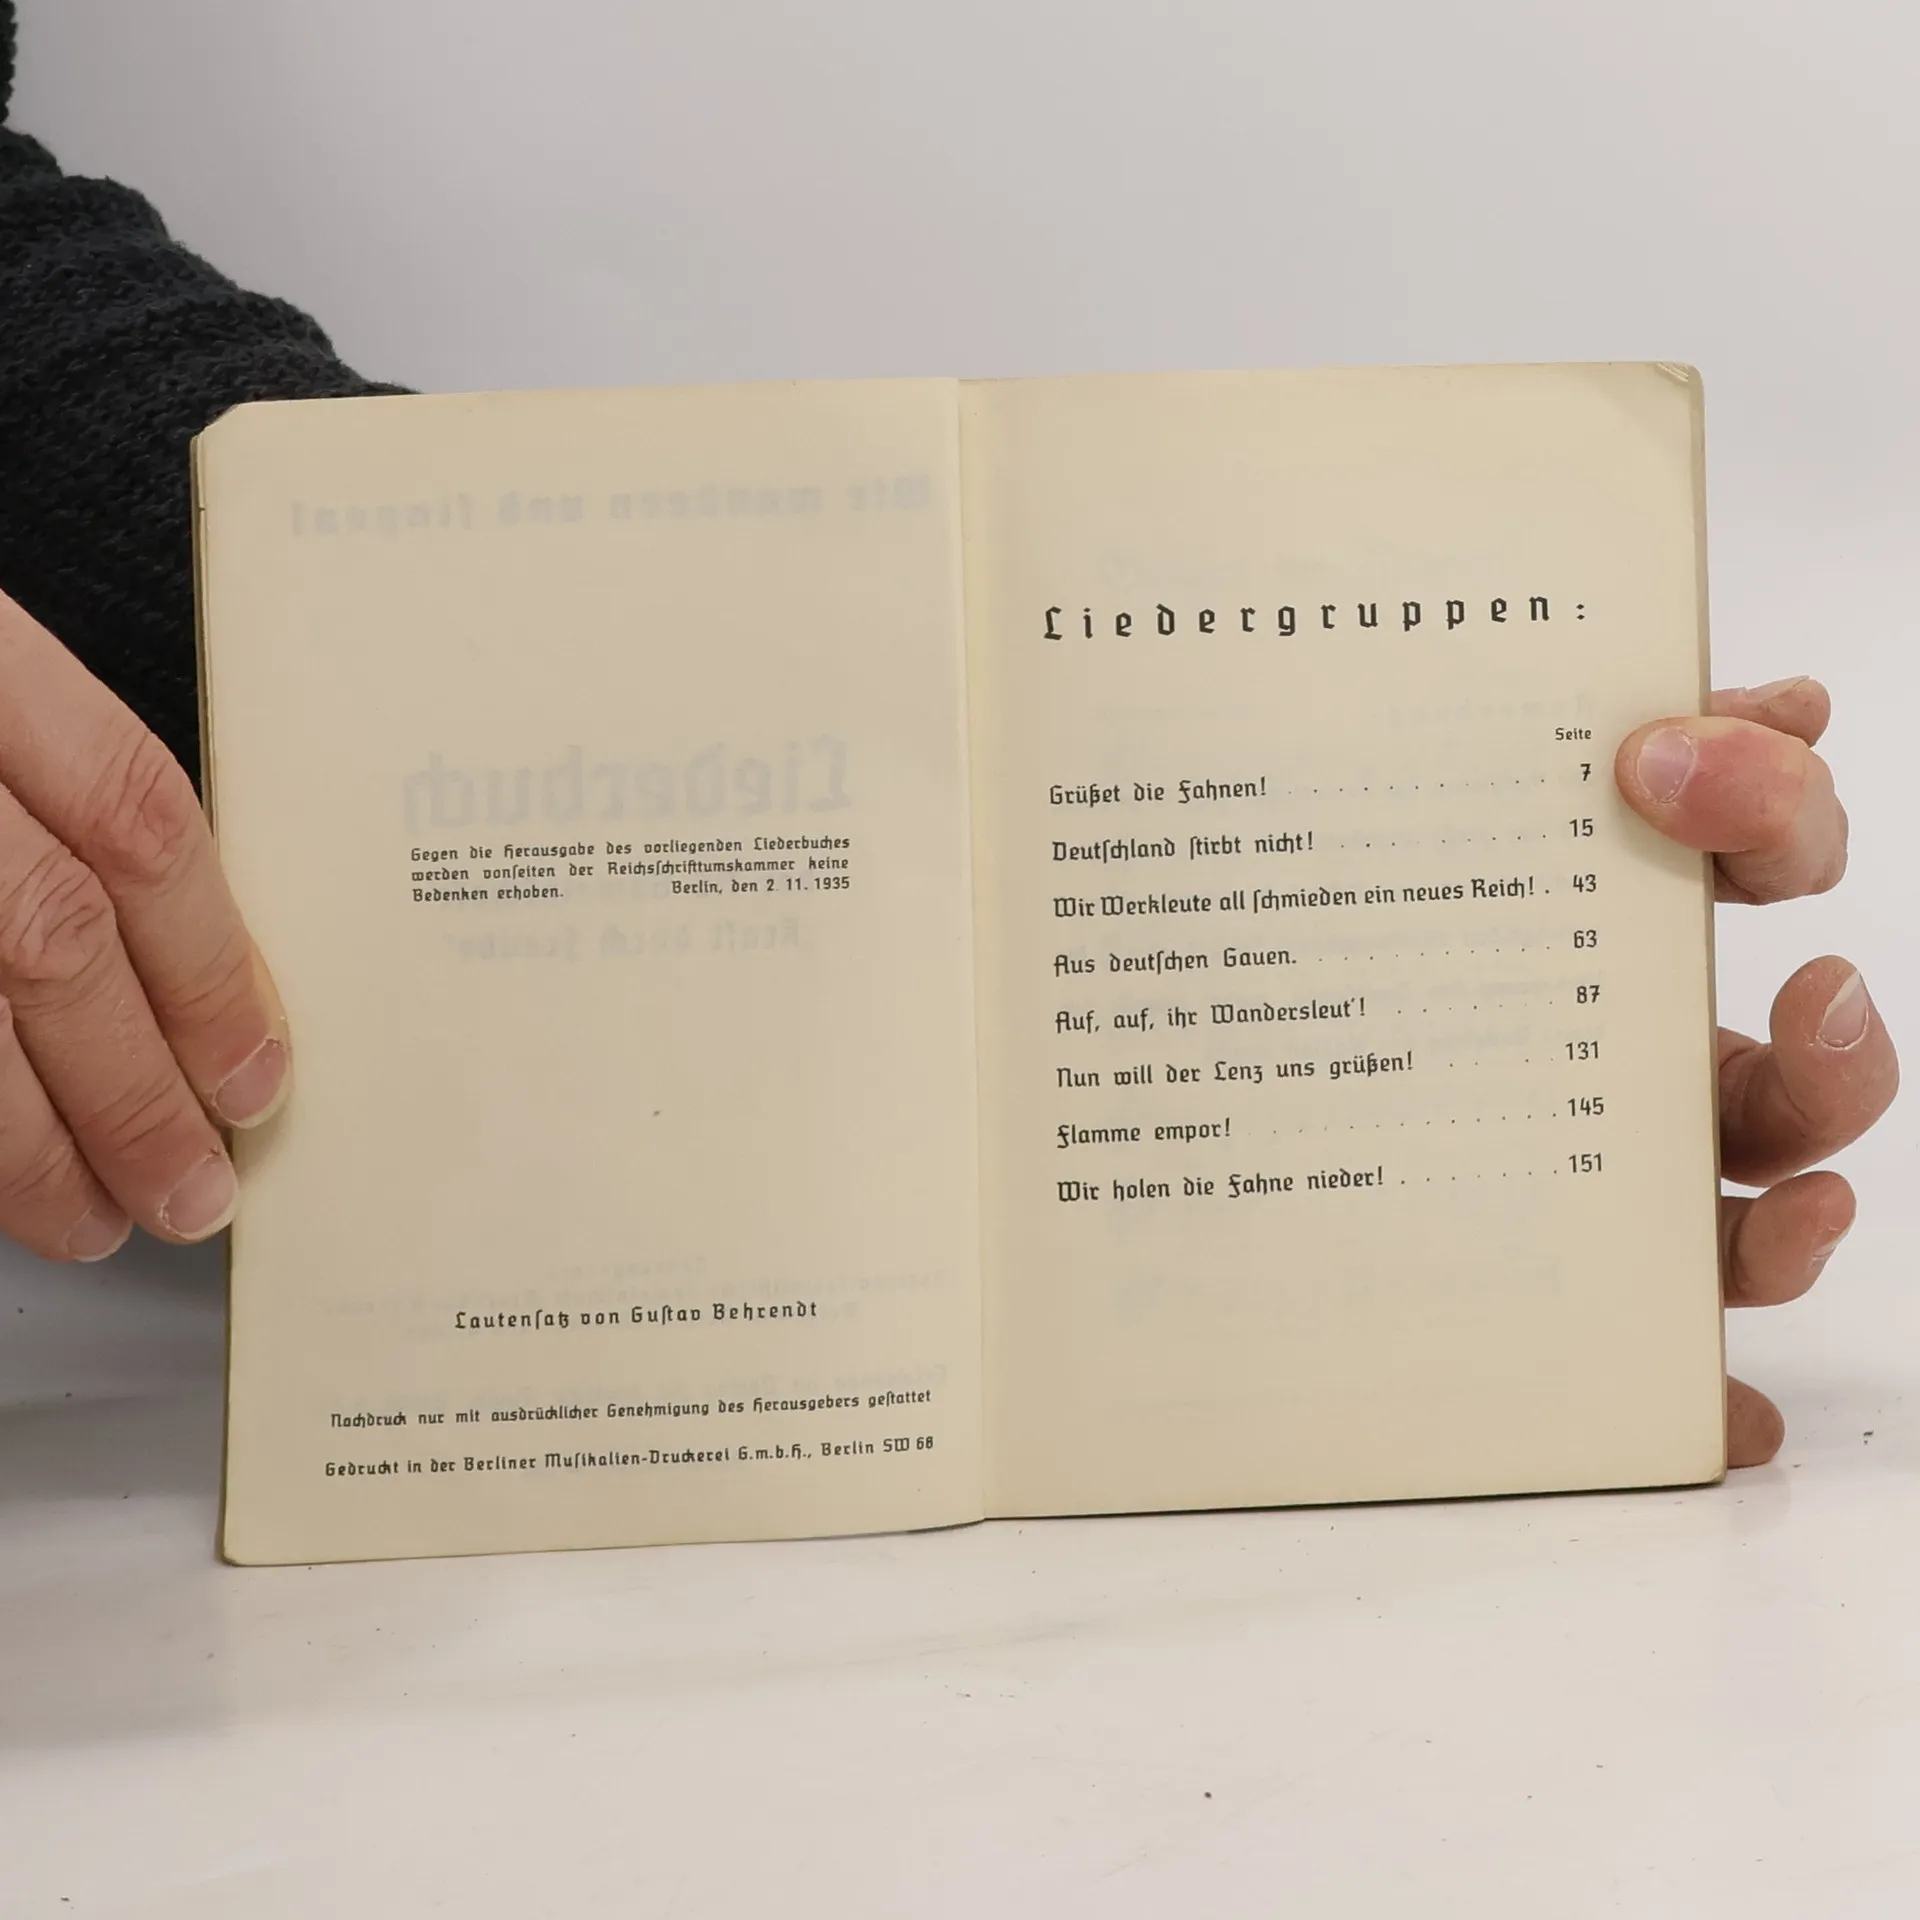 Gegen die Herausgabe des vorliegenden Liederbuches
werden vonſeiten der Reichsſchrifttumskammer keine
Bedenken erhoben. Berlin, den 2. 11. 1935
Lautenſatz von Guſtav Behrendt
Nachdruck nur mit ausdrücklicher Genehmigung des Herausgebers geſtattet
Gedruckt in der Berliner Muſikalien-Druckerei G.m.b.H., Berlin SW 68
Liedergruppen:
Seite
Grüßet die Fahnen! . . . . . . . . . . 7
Deutſchland ſtirbt nicht! . . . . . . . . 15
Wir Werkleute all ſchmieden ein neues Reich! . 43
Aus deutſchen Gauen. . . . . . . . . . 63
Auf, auf, ihr Wandersleut'! . . . . . . . 87
Nun will der Lenz uns grüßen! . . . . . 131
Flamme empor! . . . . . . . . . . . . 145
Wir holen die Fahne nieder! . . . . . . . 151